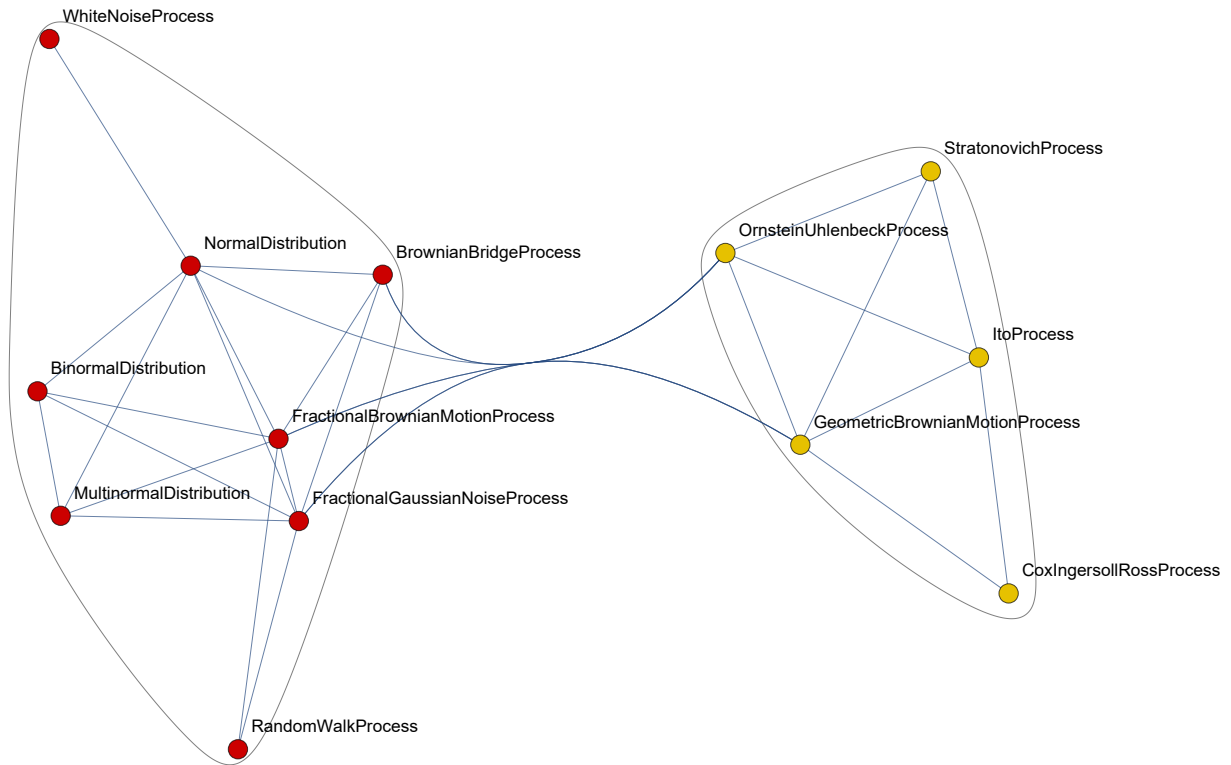 WhiteNoiseProcess
StratonovichProcess
OrnsteinUhlenbeckProcess
NormalDistribution
BrownianBridgeProcess
ItoProcess
BinormalDistribution
FractionalBrownianMotionProcess
GeometricBrownianMotionProcess
MultinormalDistribution
FractionalGaussianNoiseProcess
CoxIngersollRossProcess
RandomWalkProcess